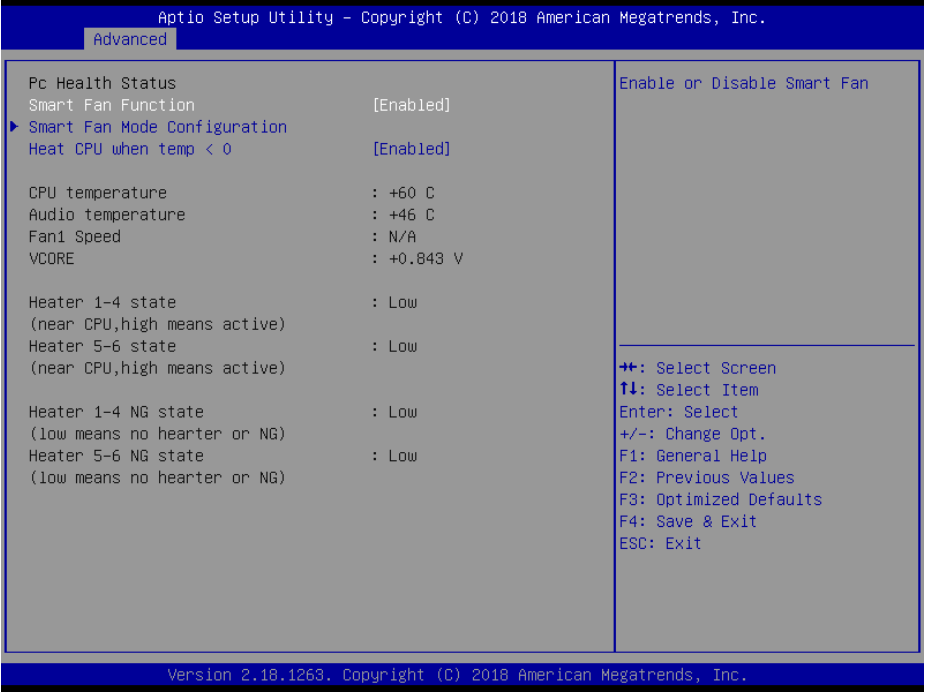 Aptio Setup Utility – Copyright (C) 2018 American Megatrends, Inc.
Advanced
Pc Health Status
Smart Fan Function [Enabled]
Smart Fan Mode Configuration
Heat CPU when temp < 0 [Enabled]
CPU temperature : +60 C
Audio temperature : +46 C
Fan1 Speed : N/A
VCORE : +0.843 V
Heater 1-4 state : Low
(near CPU,high means active)
Heater 5-6 state : Low
(near CPU,high means active)
Heater 1-4 NG state : Low
(low means no hearter or NG)
Heater 5-6 NG state : Low
(low means no hearter or NG)
Enable or Disable Smart Fan
→←: Select Screen
↑↓: Select Item
Enter: Select
+/-: Change Opt.
F1: General Help
F2: Previous Values
F3: Optimized Defaults
F4: Save & Exit
ESC: Exit
Version 2.18.1263. Copyright (C) 2018 American Megatrends, Inc.